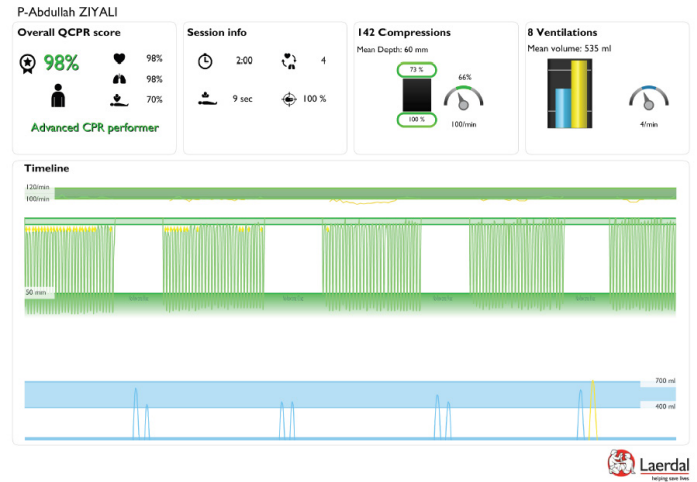 P-Abdullah ZIYALI
Overall QCPR score
98%
98%
98%
70%
Advanced CPR performer
Session info
2:00
4
9 sec
100 %
142 Compressions
Mean Depth: 60 mm
73 %
100 %
66%
100/min
8 Ventilations
Mean volume: 535 ml
4/min
Timeline
120/min
100/min
50 mm
700 ml
400 ml
Laerdal
helping save lives